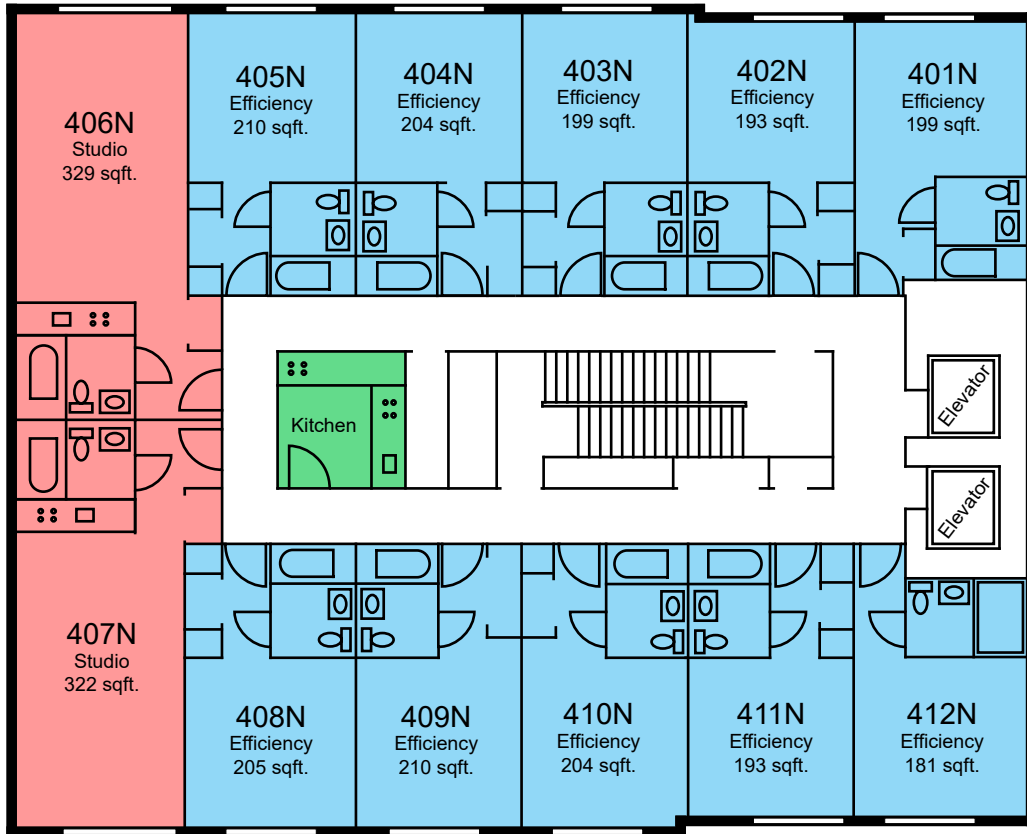 406N
Studio
329 sqft.
405N
Efficiency
210 sqft.
404N
Efficiency
204 sqft.
403N
Efficiency
199 sqft.
402N
Efficiency
193 sqft.
401N
Efficiency
199 sqft.
Kitchen
Elevator
Elevator
407N
Studio
322 sqft.
408N
Efficiency
205 sqft.
409N
Efficiency
210 sqft.
410N
Efficiency
204 sqft.
411N
Efficiency
193 sqft.
412N
Efficiency
181 sqft.